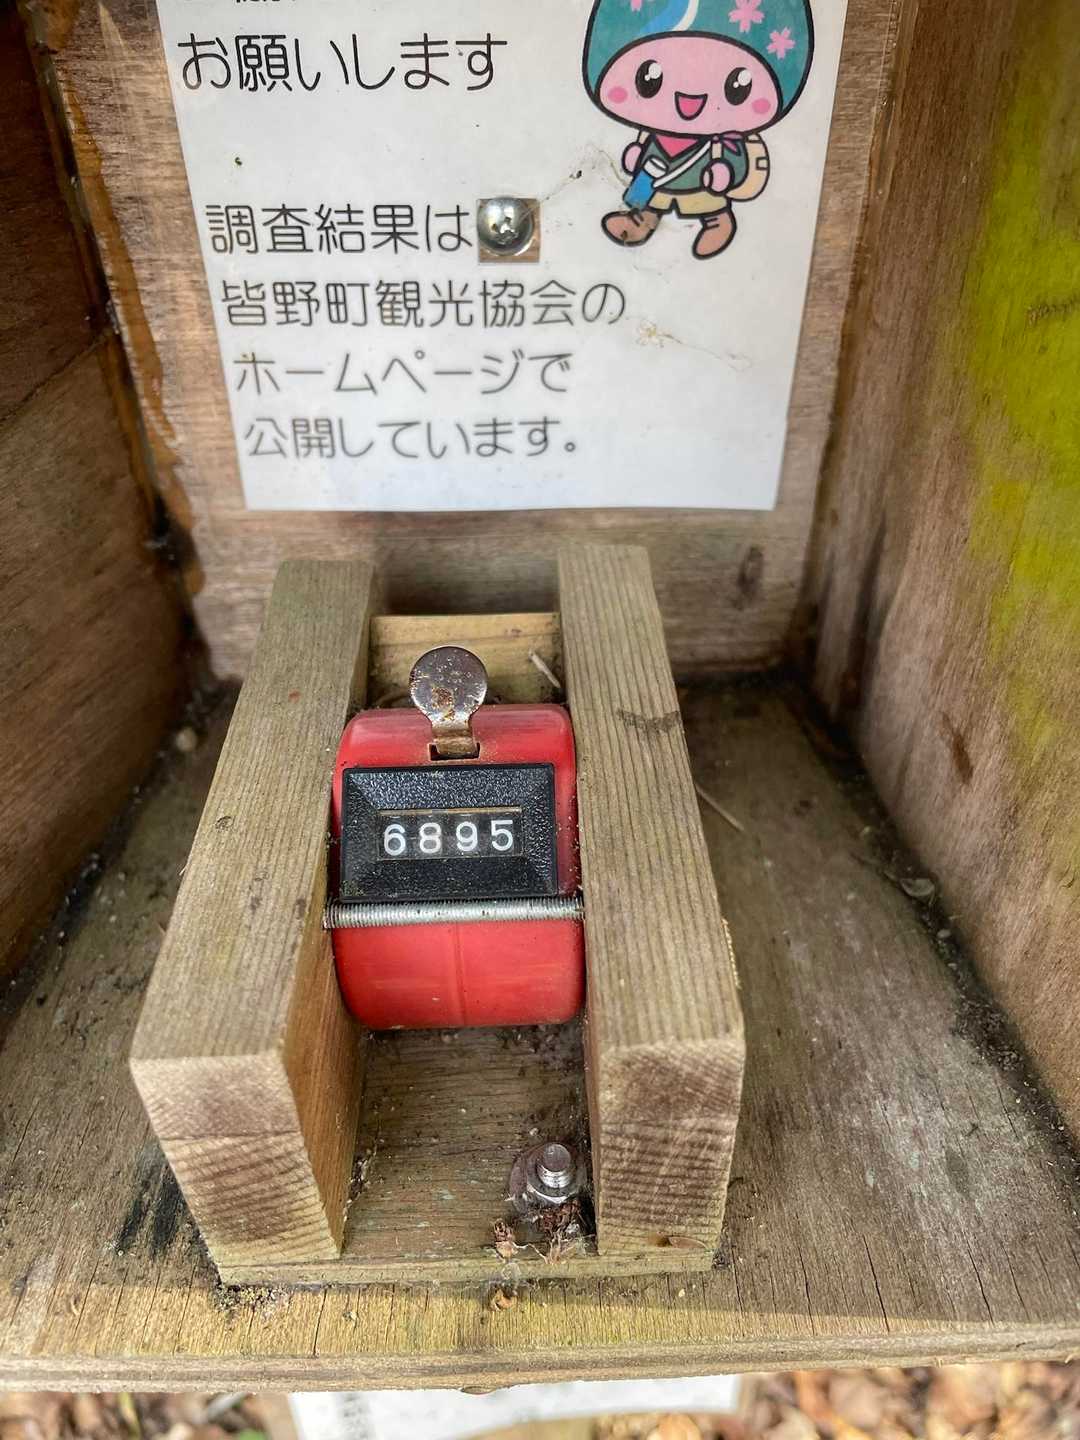 お願いします
調査結果は
皆野町観光協会の
ホームページで
公開しています。
6895